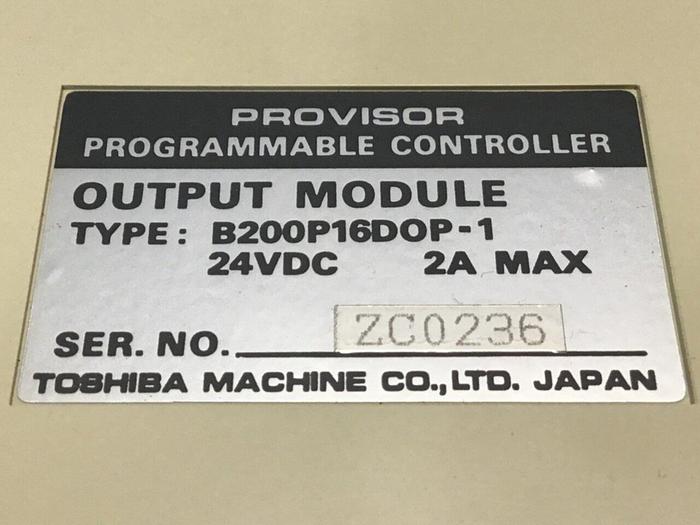 PROVISOR
PROGRAMMABLE CONTROLLER
OUTPUT MODULE
TYPE: B200P16DOP-1
24VDC 2A MAX
SER. NO. ZC0236
TOSHIBA MACHINE CO.,LTD. JAPAN